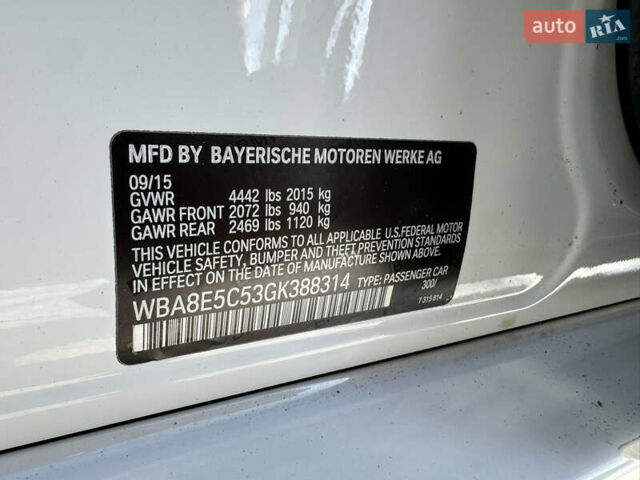 auto RIA.com
MFD BY BAYERISCHE MOTOREN WERKE AG
09/15
GVWR 4442 lbs 2015 kg
GAWR FRONT 2072 lbs 940 kg
GAWR REAR 2469 lbs 1120 kg
THIS VEHICLE CONFORMS TO ALL APPLICABLE U.S.FEDERAL MOTOR
VEHICLE SAFETY, BUMPER, AND THEFT PREVENTION STANDARDS
IN EFFECT ON THE DATE OF MANUFACTURE SHOWN ABOVE.
WBA8E5C53GK388314 TYPE: PASSENGER CAR
300/
7 315 814